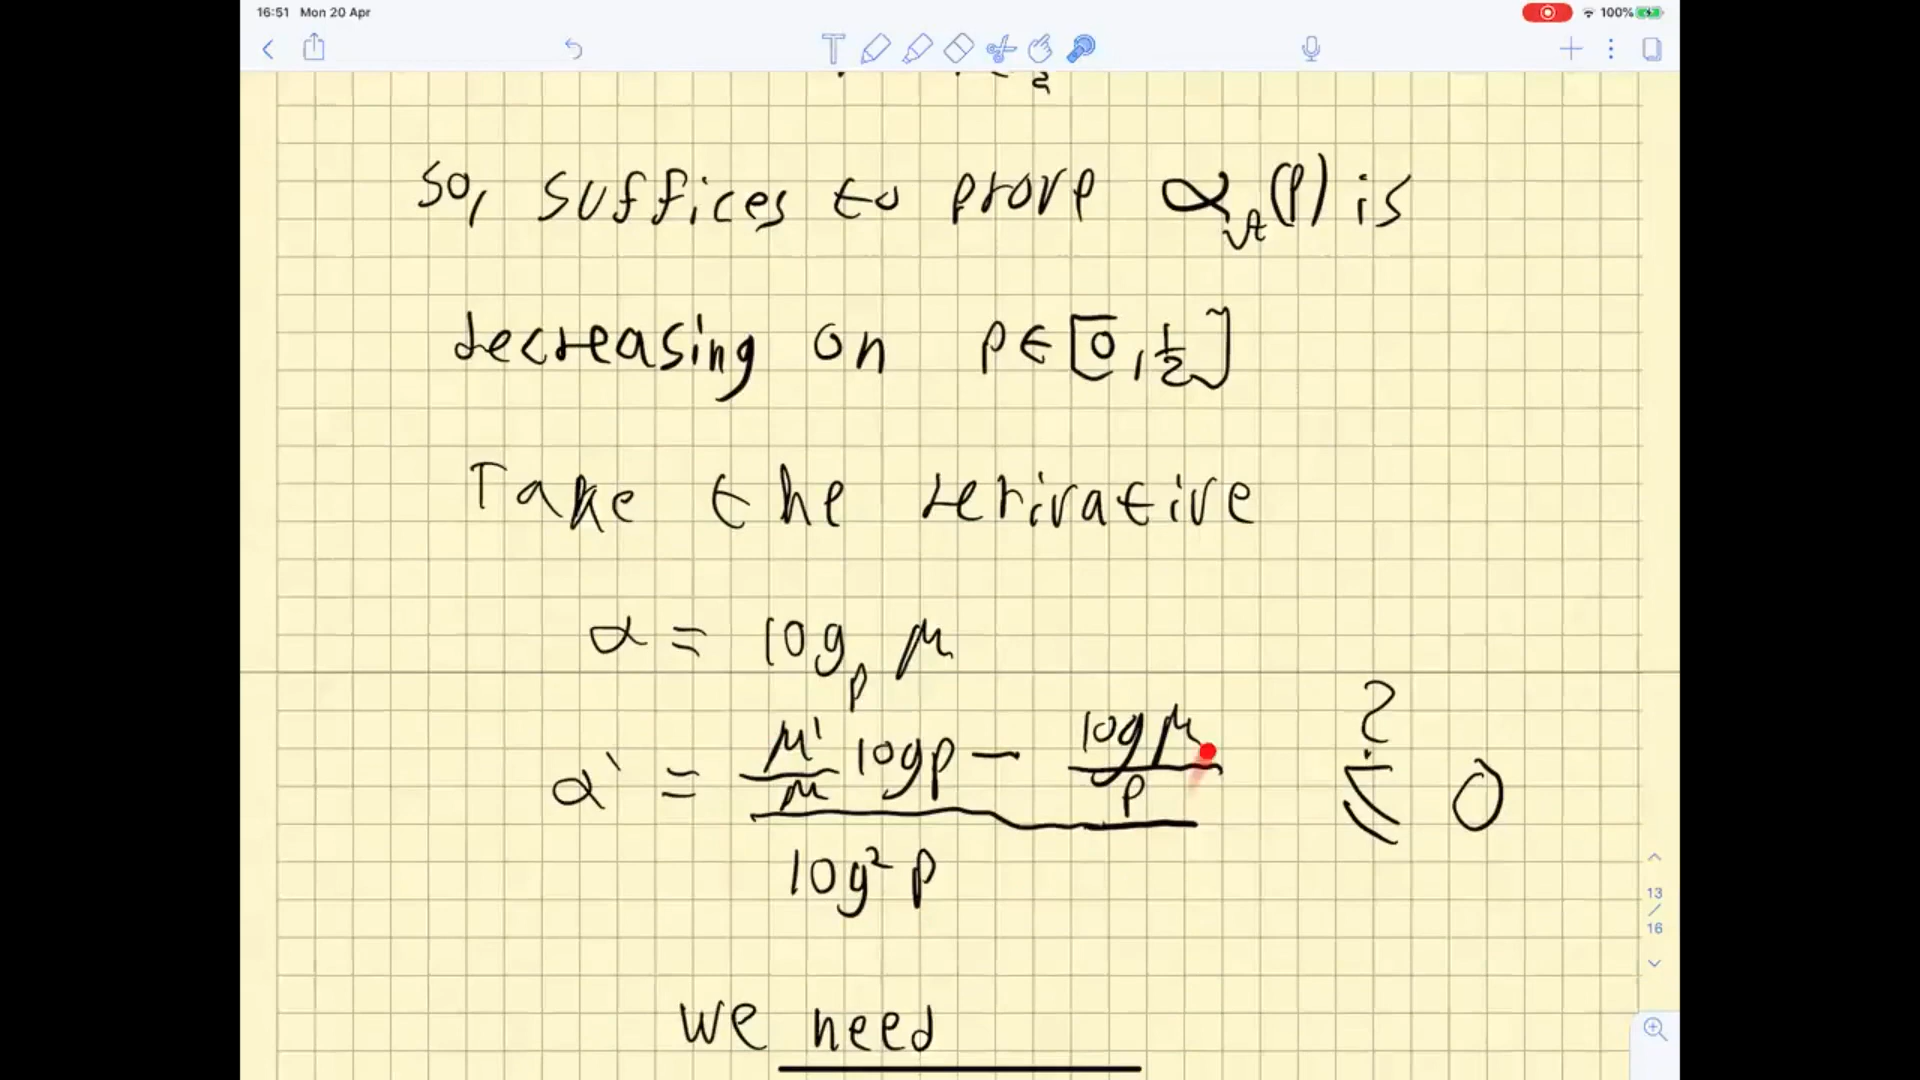 16:51 Mon 20 Apr
100%
So, suffices to prove α_√t(p) is
decreasing on p∈[0,1/2]
Take the derivative
α = log_p μ
α' = (μ'/μ log p − log μ/p) / log² p ≤? 0
we need
13
/
16